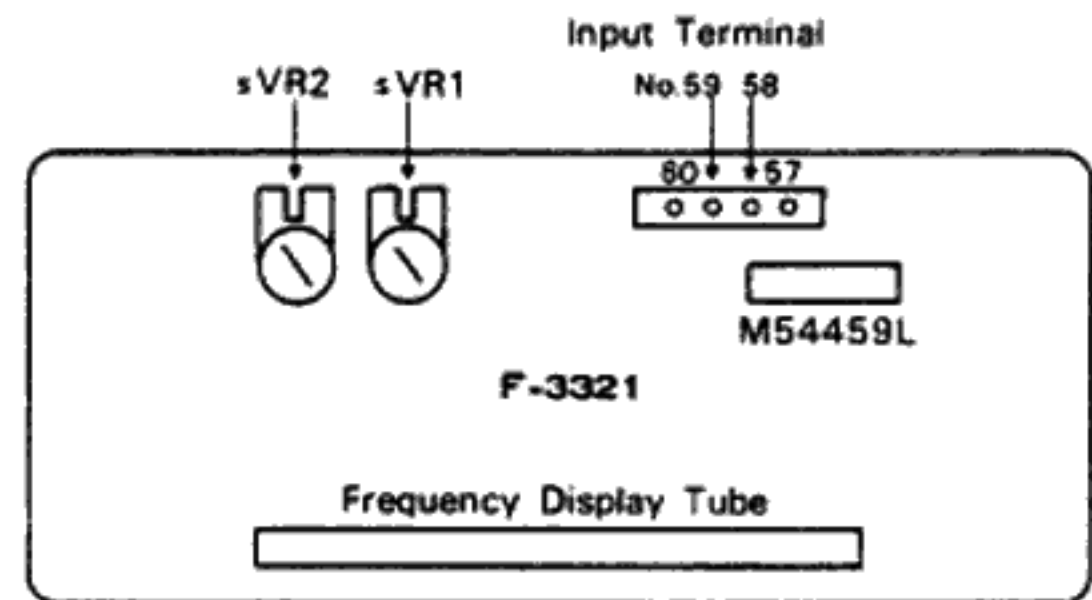 Input Terminal
sVR2 sVR1 No.59 58
60 57
M54459L
F-3321
Frequency Display Tube